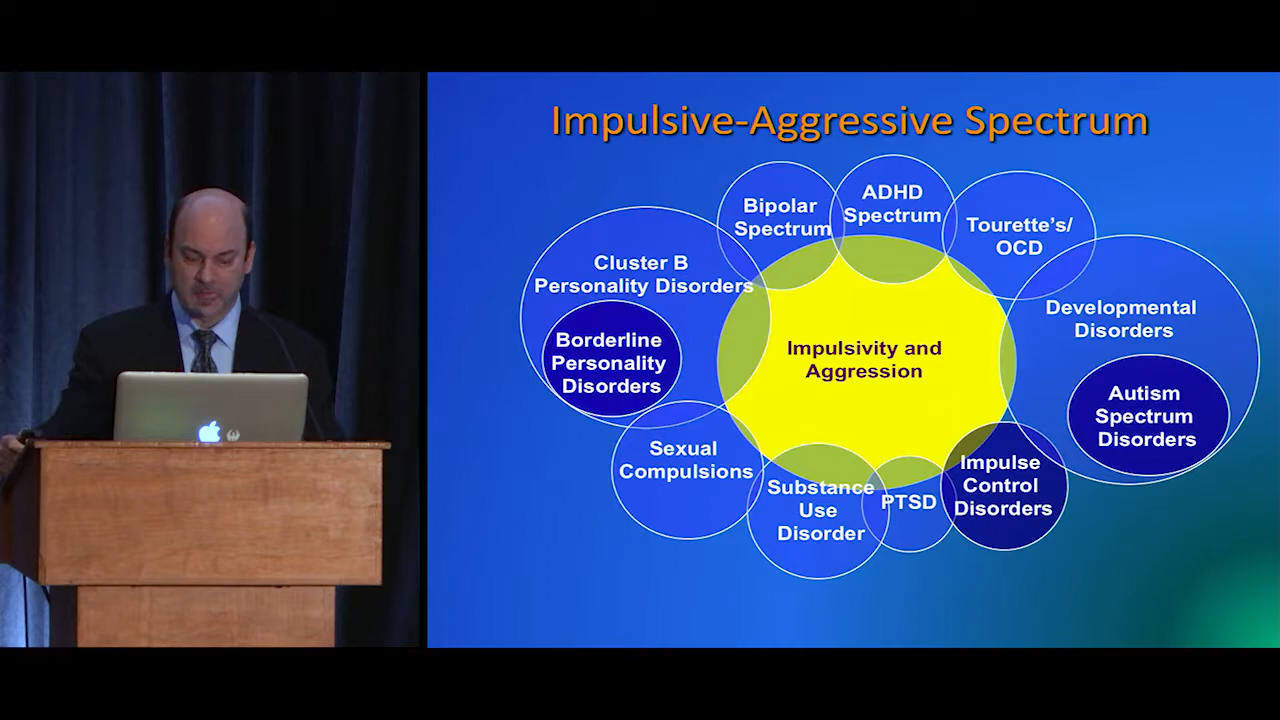 Impulsive-Aggressive Spectrum
Bipolar
Spectrum
ADHD
Spectrum
Tourette's/
OCD
Cluster B
Personality Disorders
Borderline
Personality
Disorders
Impulsivity and
Aggression
Developmental
Disorders
Autism
Spectrum
Disorders
Sexual
Compulsions
Substance
Use
Disorder
PTSD
Impulse
Control
Disorders